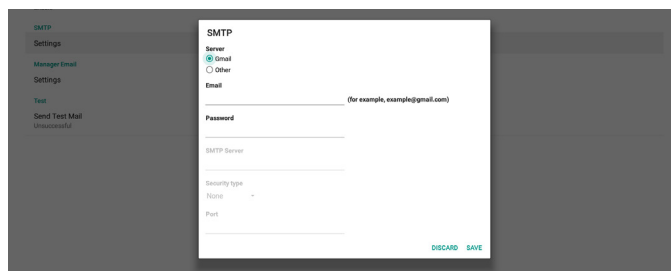 SMTP
Settings
Manager Email
Settings
Test
Send Test Mail
Unsuccessful
SMTP
Server
Gmail
Other
Email
(for example, example@gmail.com)
Password
SMTP Server
Security type
None
Port
DISCARD SAVE